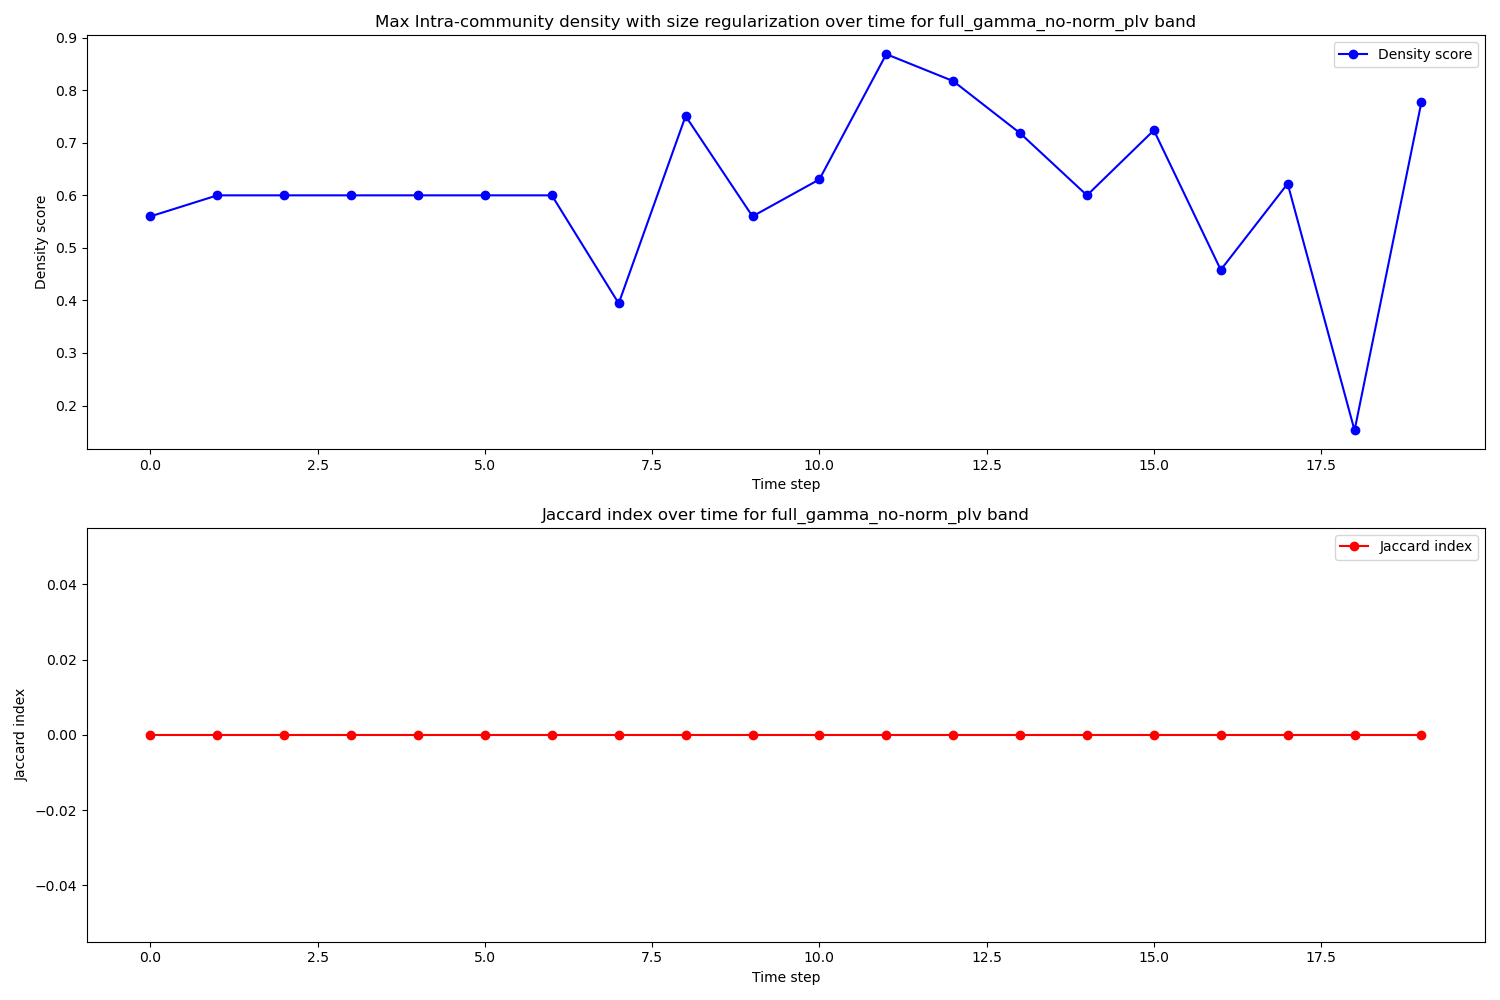 Max Intra-community density with size regularization over time for full_gamma_no-norm_plv band
Density score
0.9
0.8
0.7
0.6
0.5
0.4
0.3
0.2
Density score
0.0 2.5 5.0 7.5 10.0 12.5 15.0 17.5
Time step
Jaccard index over time for full_gamma_no-norm_plv band
Jaccard index
0.04
0.02
0.00
−0.02
−0.04
Jaccard index
0.0 2.5 5.0 7.5 10.0 12.5 15.0 17.5
Time step